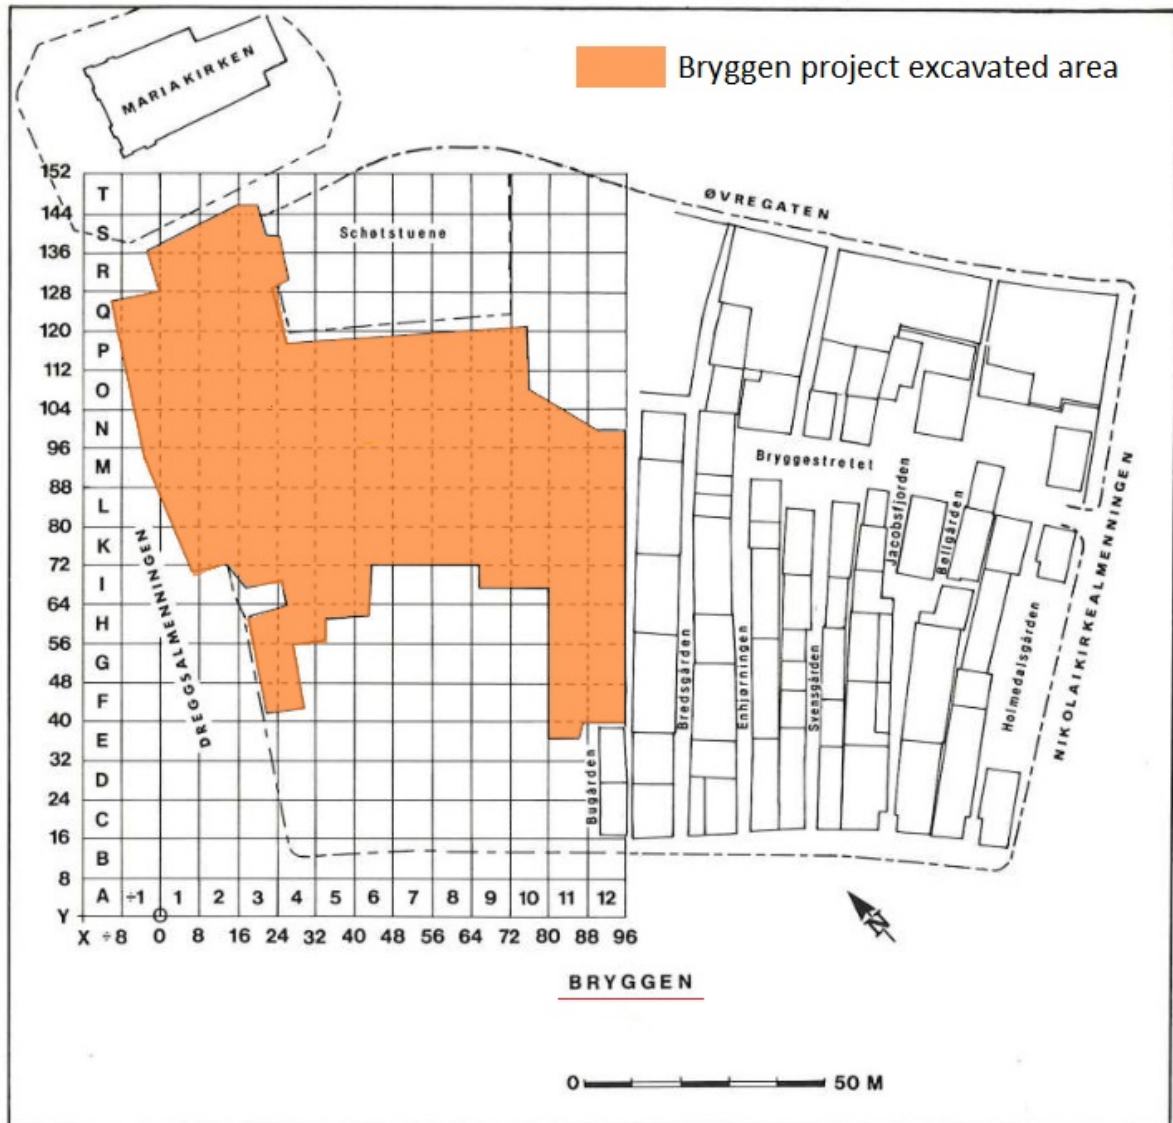 MARIAKIRKEN
Bryggen project excavated area
ØVREGATEN
Schøtstuene
152
T
144
S
136
R
128
Q
120
P
112
O
104
N
96
M
88
L
80
K
72
I
64
H
56
G
48
F
40
E
32
D
24
C
16
B
8
A ÷1 1 2 3 4 5 6 7 8 9 10 11 12
Y
X ÷8 0 8 16 24 32 40 48 56 64 72 80 88 96
DREGGSALMENNINGEN
Bryggestretet
Bugården
Bredsgården
Enhjørningen
Svensgården
Jacobsfjorden
Bellgården
Holmedalsgården
NIKOLAIKIRKEALMENNINGEN
N
BRYGGEN
0 50 M